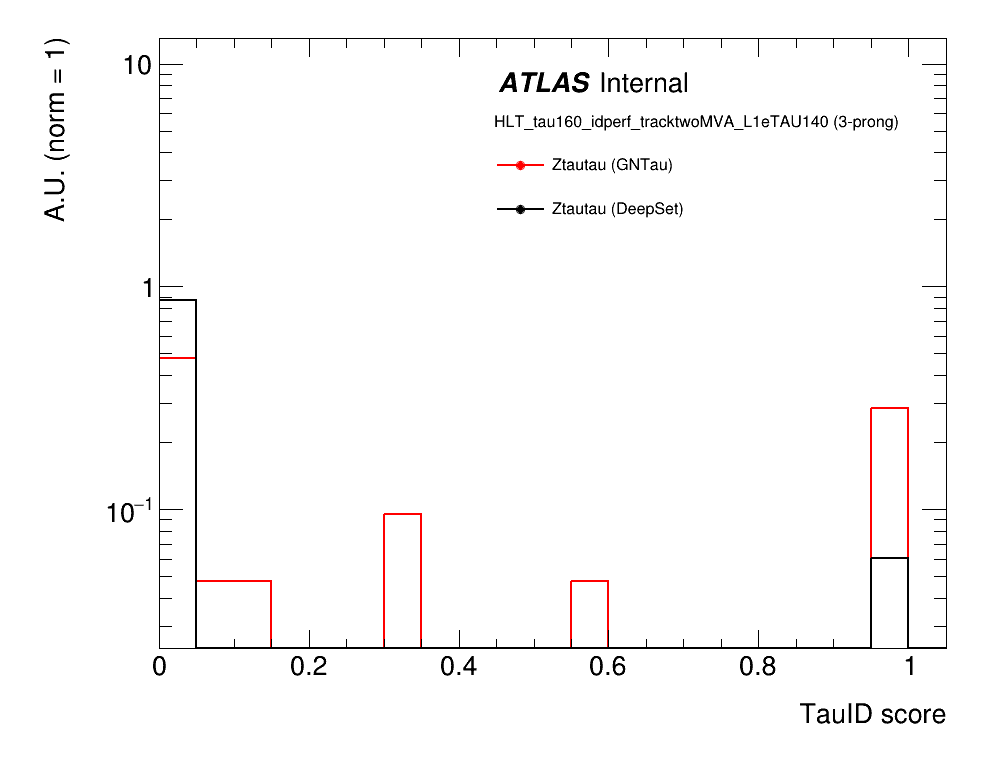 A.U. (norm = 1)
10
1
10⁻¹
ATLAS Internal
HLT_tau160_idperf_tracktwoMVA_L1eTAU140 (3-prong)
Ztautau (GNTau)
Ztautau (DeepSet)
0 0.2 0.4 0.6 0.8 1
TauID score